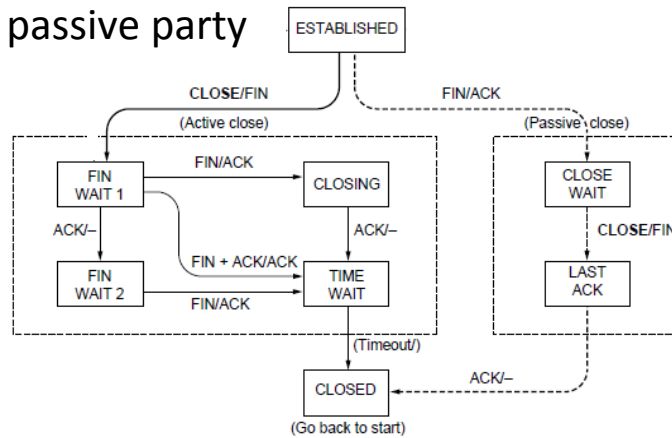 passive party
ESTABLISHED
CLOSE/FIN
FIN/ACK
(Active close)
(Passive close)
FIN
WAIT 1
FIN/ACK
CLOSING
CLOSE
WAIT
ACK/–
ACK/–
CLOSE/FIN
FIN + ACK/ACK
FIN
WAIT 2
FIN/ACK
TIME
WAIT
LAST
ACK
(Timeout/)
CLOSED
ACK/–
(Go back to start)